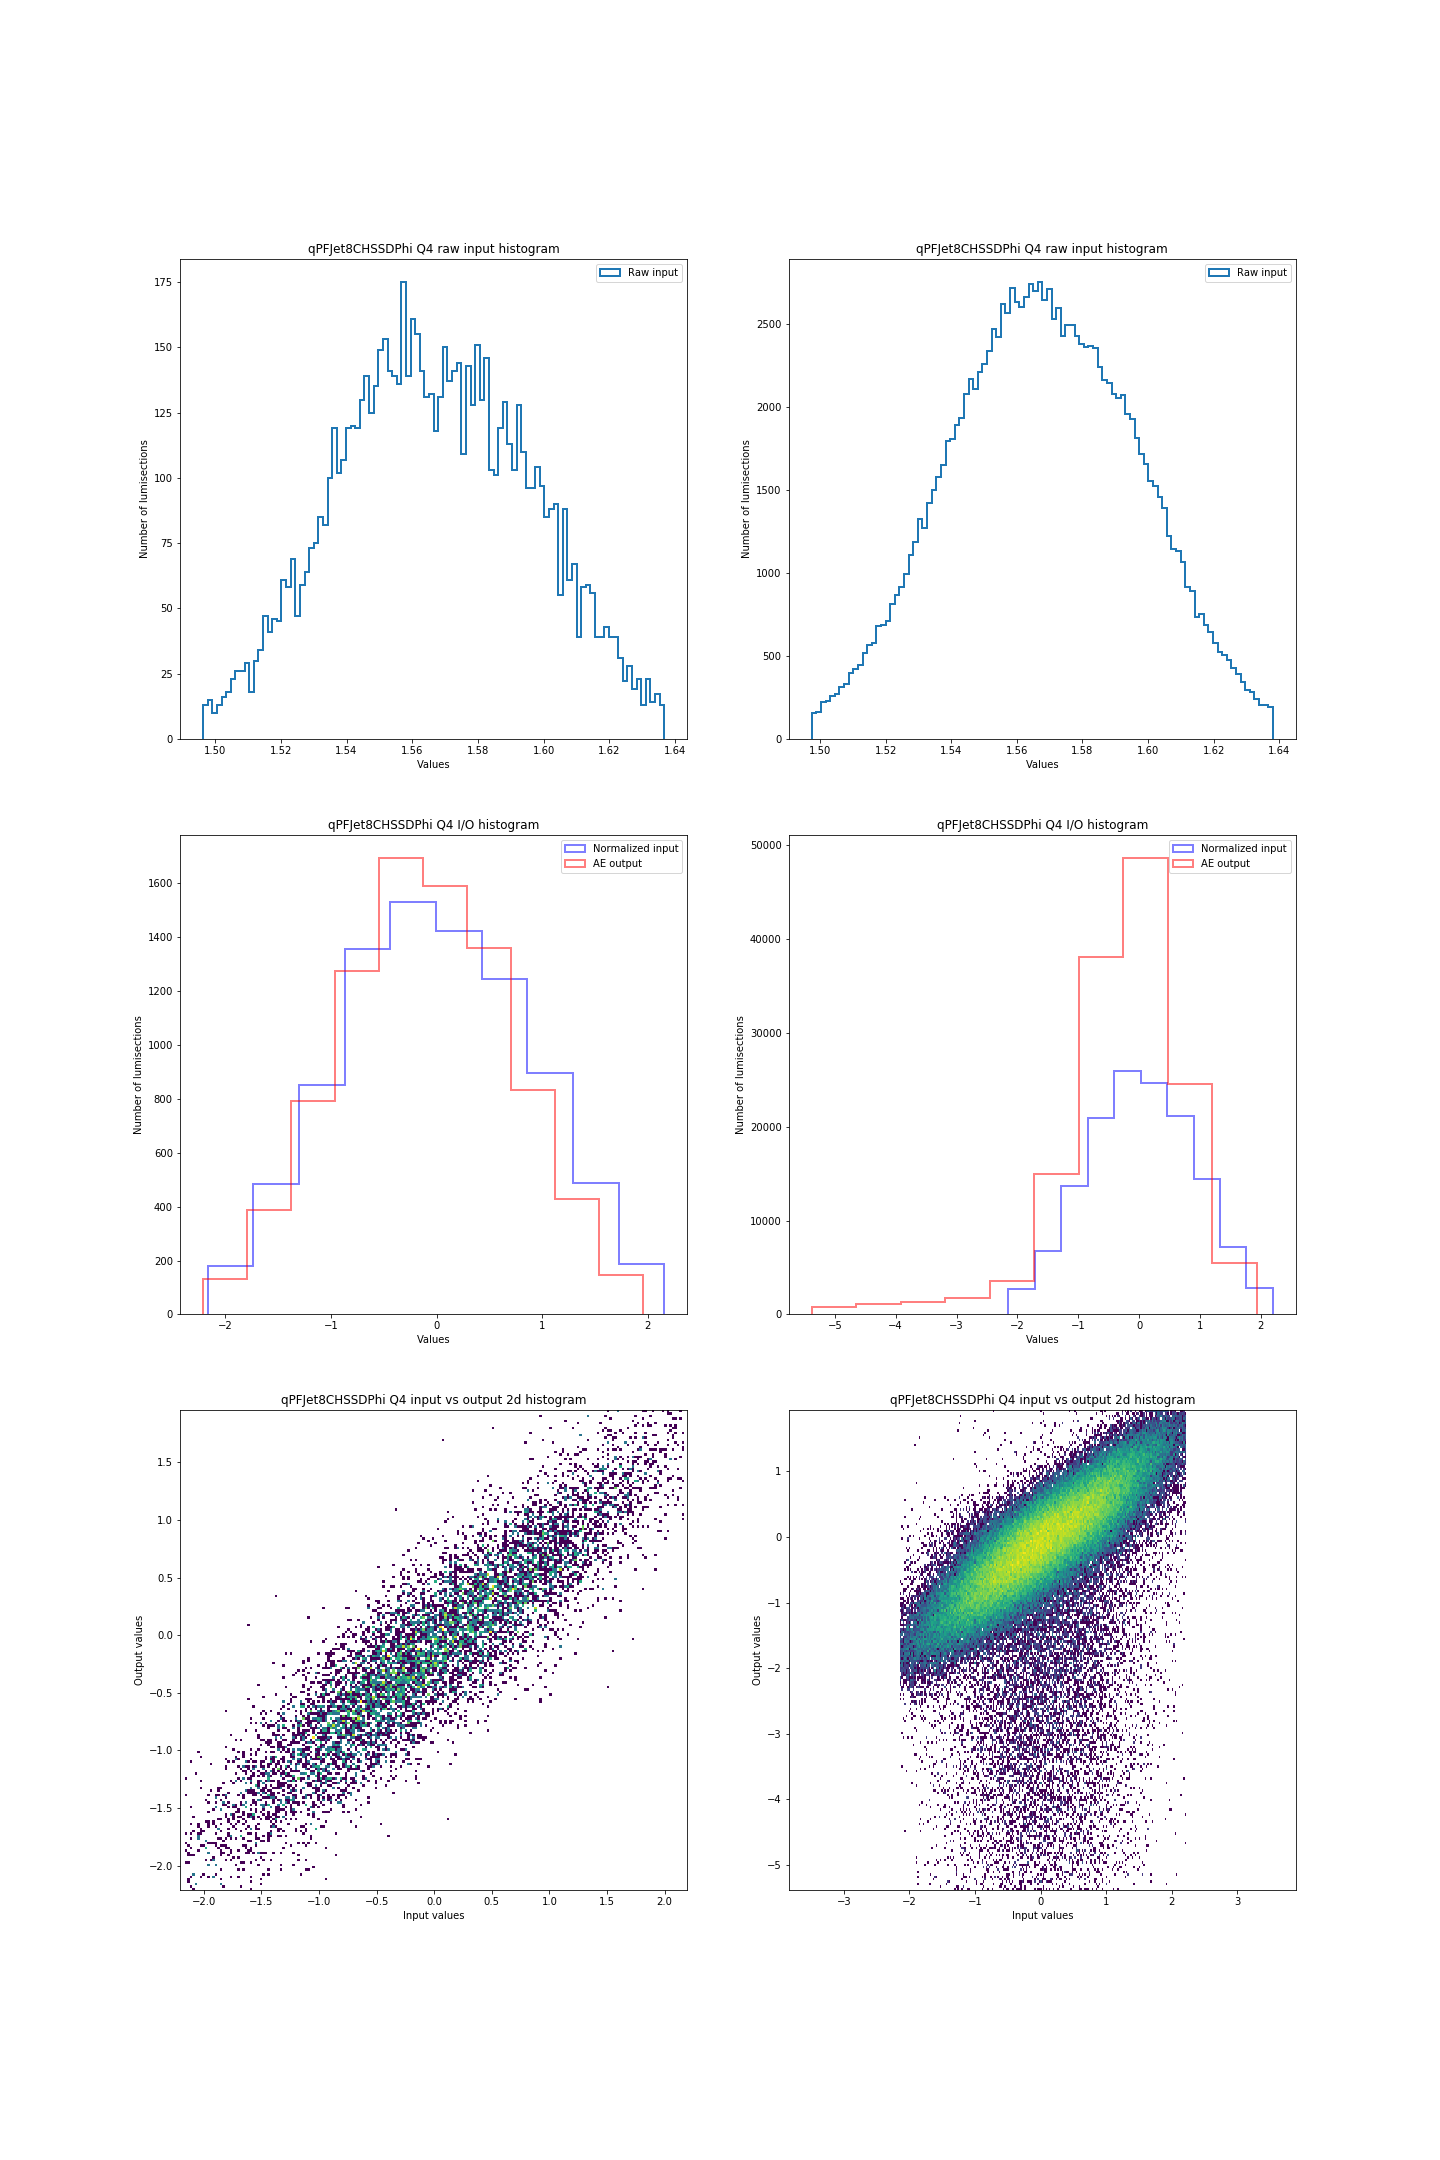 qPFJet8CHSSDPhi Q4 raw input histogram
Raw input
175
150
125
100
75
50
25
0
Number of lumisections
1.50 1.52 1.54 1.56 1.58 1.60 1.62 1.64
Values
qPFJet8CHSSDPhi Q4 raw input histogram
Raw input
2500
2000
1500
1000
500
0
Number of lumisections
1.50 1.52 1.54 1.56 1.58 1.60 1.62 1.64
Values
qPFJet8CHSSDPhi Q4 I/O histogram
Normalized input
AE output
1600
1400
1200
1000
800
600
400
200
0
Number of lumisections
−2 −1 0 1 2
Values
qPFJet8CHSSDPhi Q4 I/O histogram
Normalized input
AE output
50000
40000
30000
20000
10000
0
Number of lumisections
−5 −4 −3 −2 −1 0 1 2
Values
qPFJet8CHSSDPhi Q4 input vs output 2d histogram
1.5
1.0
0.5
0.0
−0.5
−1.0
−1.5
−2.0
Output values
−2.0 −1.5 −1.0 −0.5 0.0 0.5 1.0 1.5 2.0
Input values
qPFJet8CHSSDPhi Q4 input vs output 2d histogram
1
0
−1
−2
−3
−4
−5
Output values
−3 −2 −1 0 1 2 3
Input values